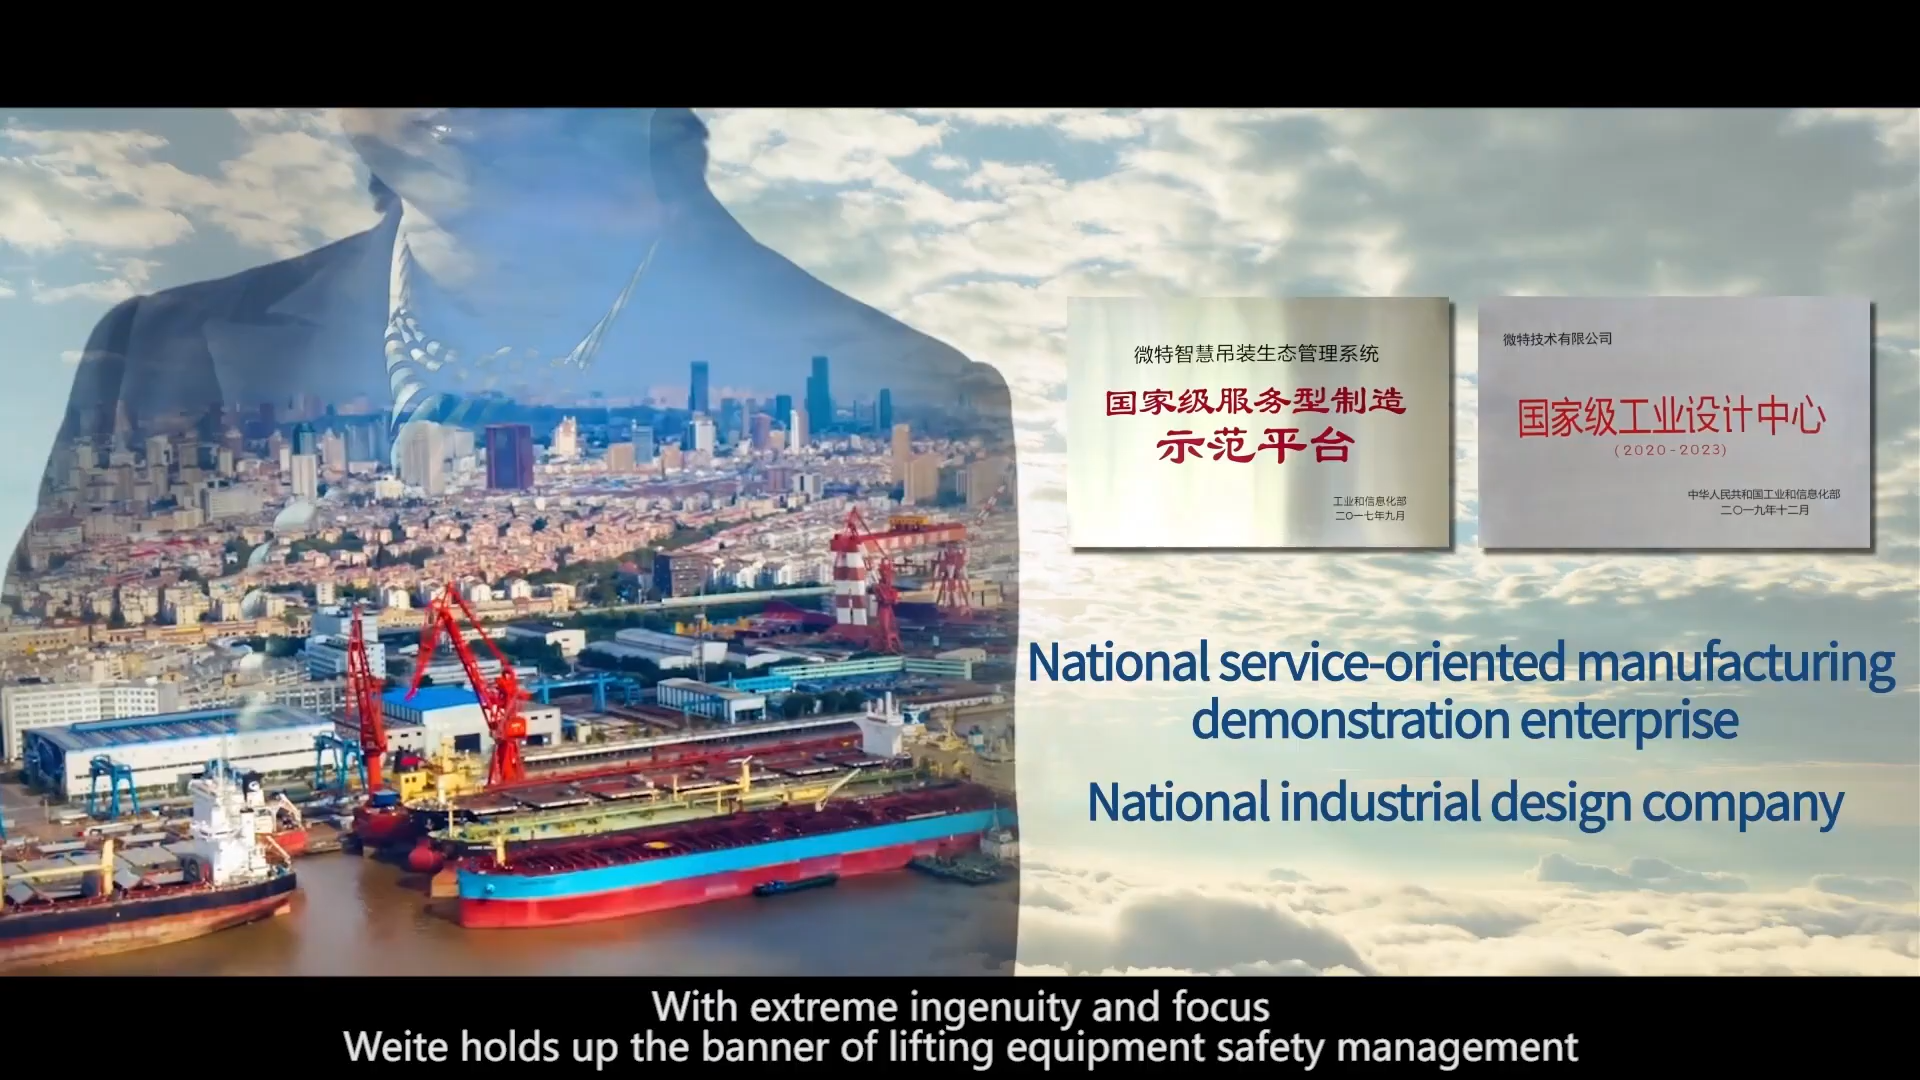 微特智慧吊装生态管理系统
国家级服务型制造
示范平台
工业和信息化部
二〇一七年九月
微特技术有限公司
国家级工业设计中心
(2020-2023)
中华人民共和国工业和信息化部
二〇一九年十二月
National service-oriented manufacturing
demonstration enterprise
National industrial design company
With extreme ingenuity and focus
Weite holds up the banner of lifting equipment safety management